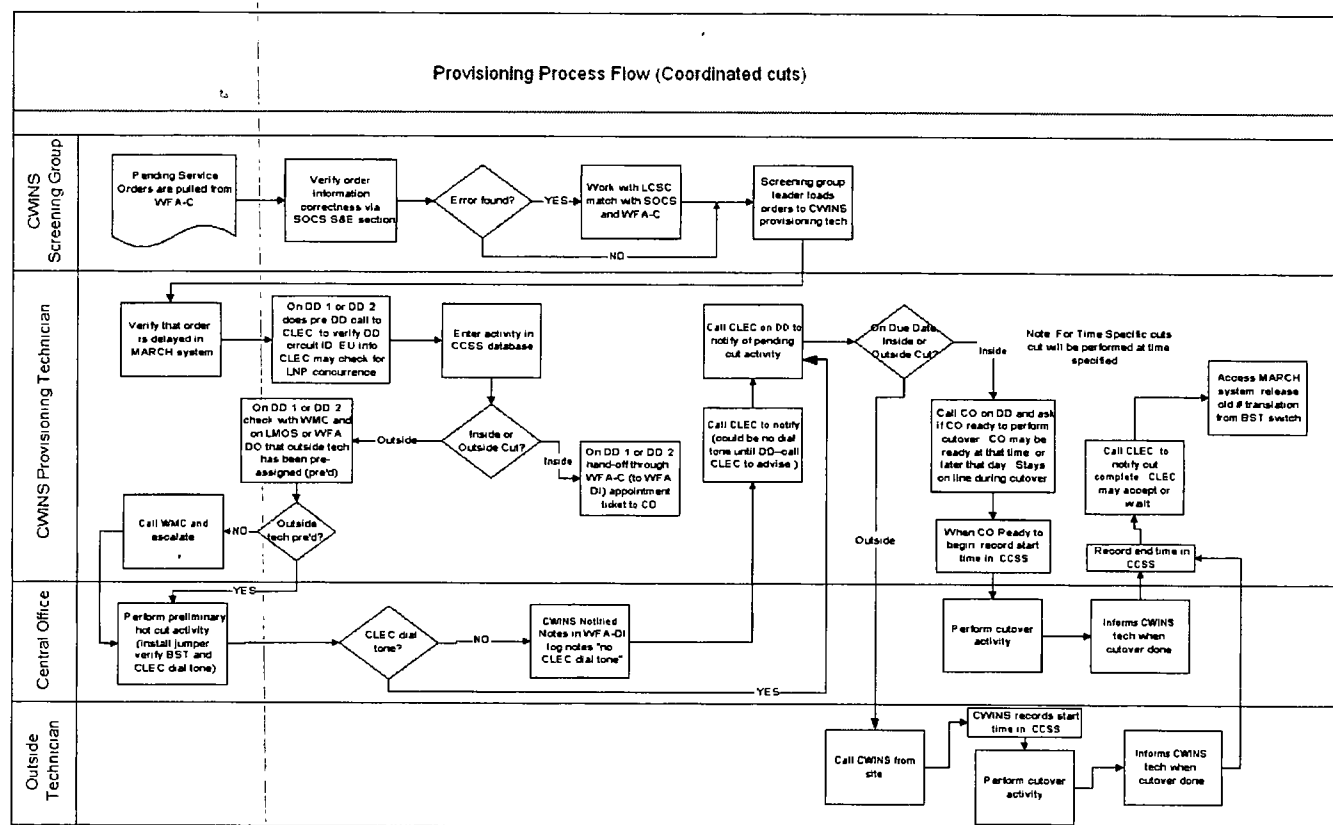 Provisioning Process Flow (Coordinated cuts)
CWINS
Screening Group
Pending Service
Orders are pulled from
WFA-C
Verify order
information
correctness via
SOCS S&E section
Error found?
YES
NO
Work with LCSC
match with SOCS
and WFA-C
Screening group
leader loads
orders to CWINS
provisioning tech
CWINS Provisioning Technician
Verify that order
is delayed in
MARCH system
On DD 1 or DD 2
does pre DD call to
CLEC to verify DD
circuit ID EU info
CLEC may check for
LNP concurrence
Enter activity in
CCSS database
Inside or
Outside Cut?
Outside
Inside
On DD 1 or DD 2
check with WMC and
on LMOS or WFA
DO that outside tech
has been pre-
assigned (pre'd)
On DD 1 or DD 2
hand-off through
WFA-C (to WFA
DI) appointment
ticket to CO
Outside
tech pre'd?
NO
YES
Call WMC and
escalate
Call CLEC on DD to
notify of pending
cut activity
Call CLEC to notify
(could be no dial
tone until DD--call
CLEC to advise )
On Due Date
Inside or
Outside Cut?
Inside
Outside
Note For Time Specific cuts
cut will be performed at time
specified
Call CO on DD and ask
if CO ready to perform
cutover CO may be
ready at that time or
later that day Stays
on line during cutover
When CO Ready to
begin record start
time in CCSS
Access MARCH
system release
old # translation
from BST switch
Call CLEC to
notify cut
complete CLEC
may accept or
wait
Record end time in
CCSS
Central Office
Perform preliminary
hot cut activity
(install jumper
verify BST and
CLEC dial tone)
CLEC dial
tone?
NO
YES
CWINS Notified
Notes in WFA-DI
log notes "no
CLEC dial tone"
Perform cutover
activity
Informs CWINS
tech when
cutover done
Outside
Technician
Call CWINS from
site
CWINS records start
time in CCSS
Perform cutover
activity
Informs CWINS
tech when
cutover done